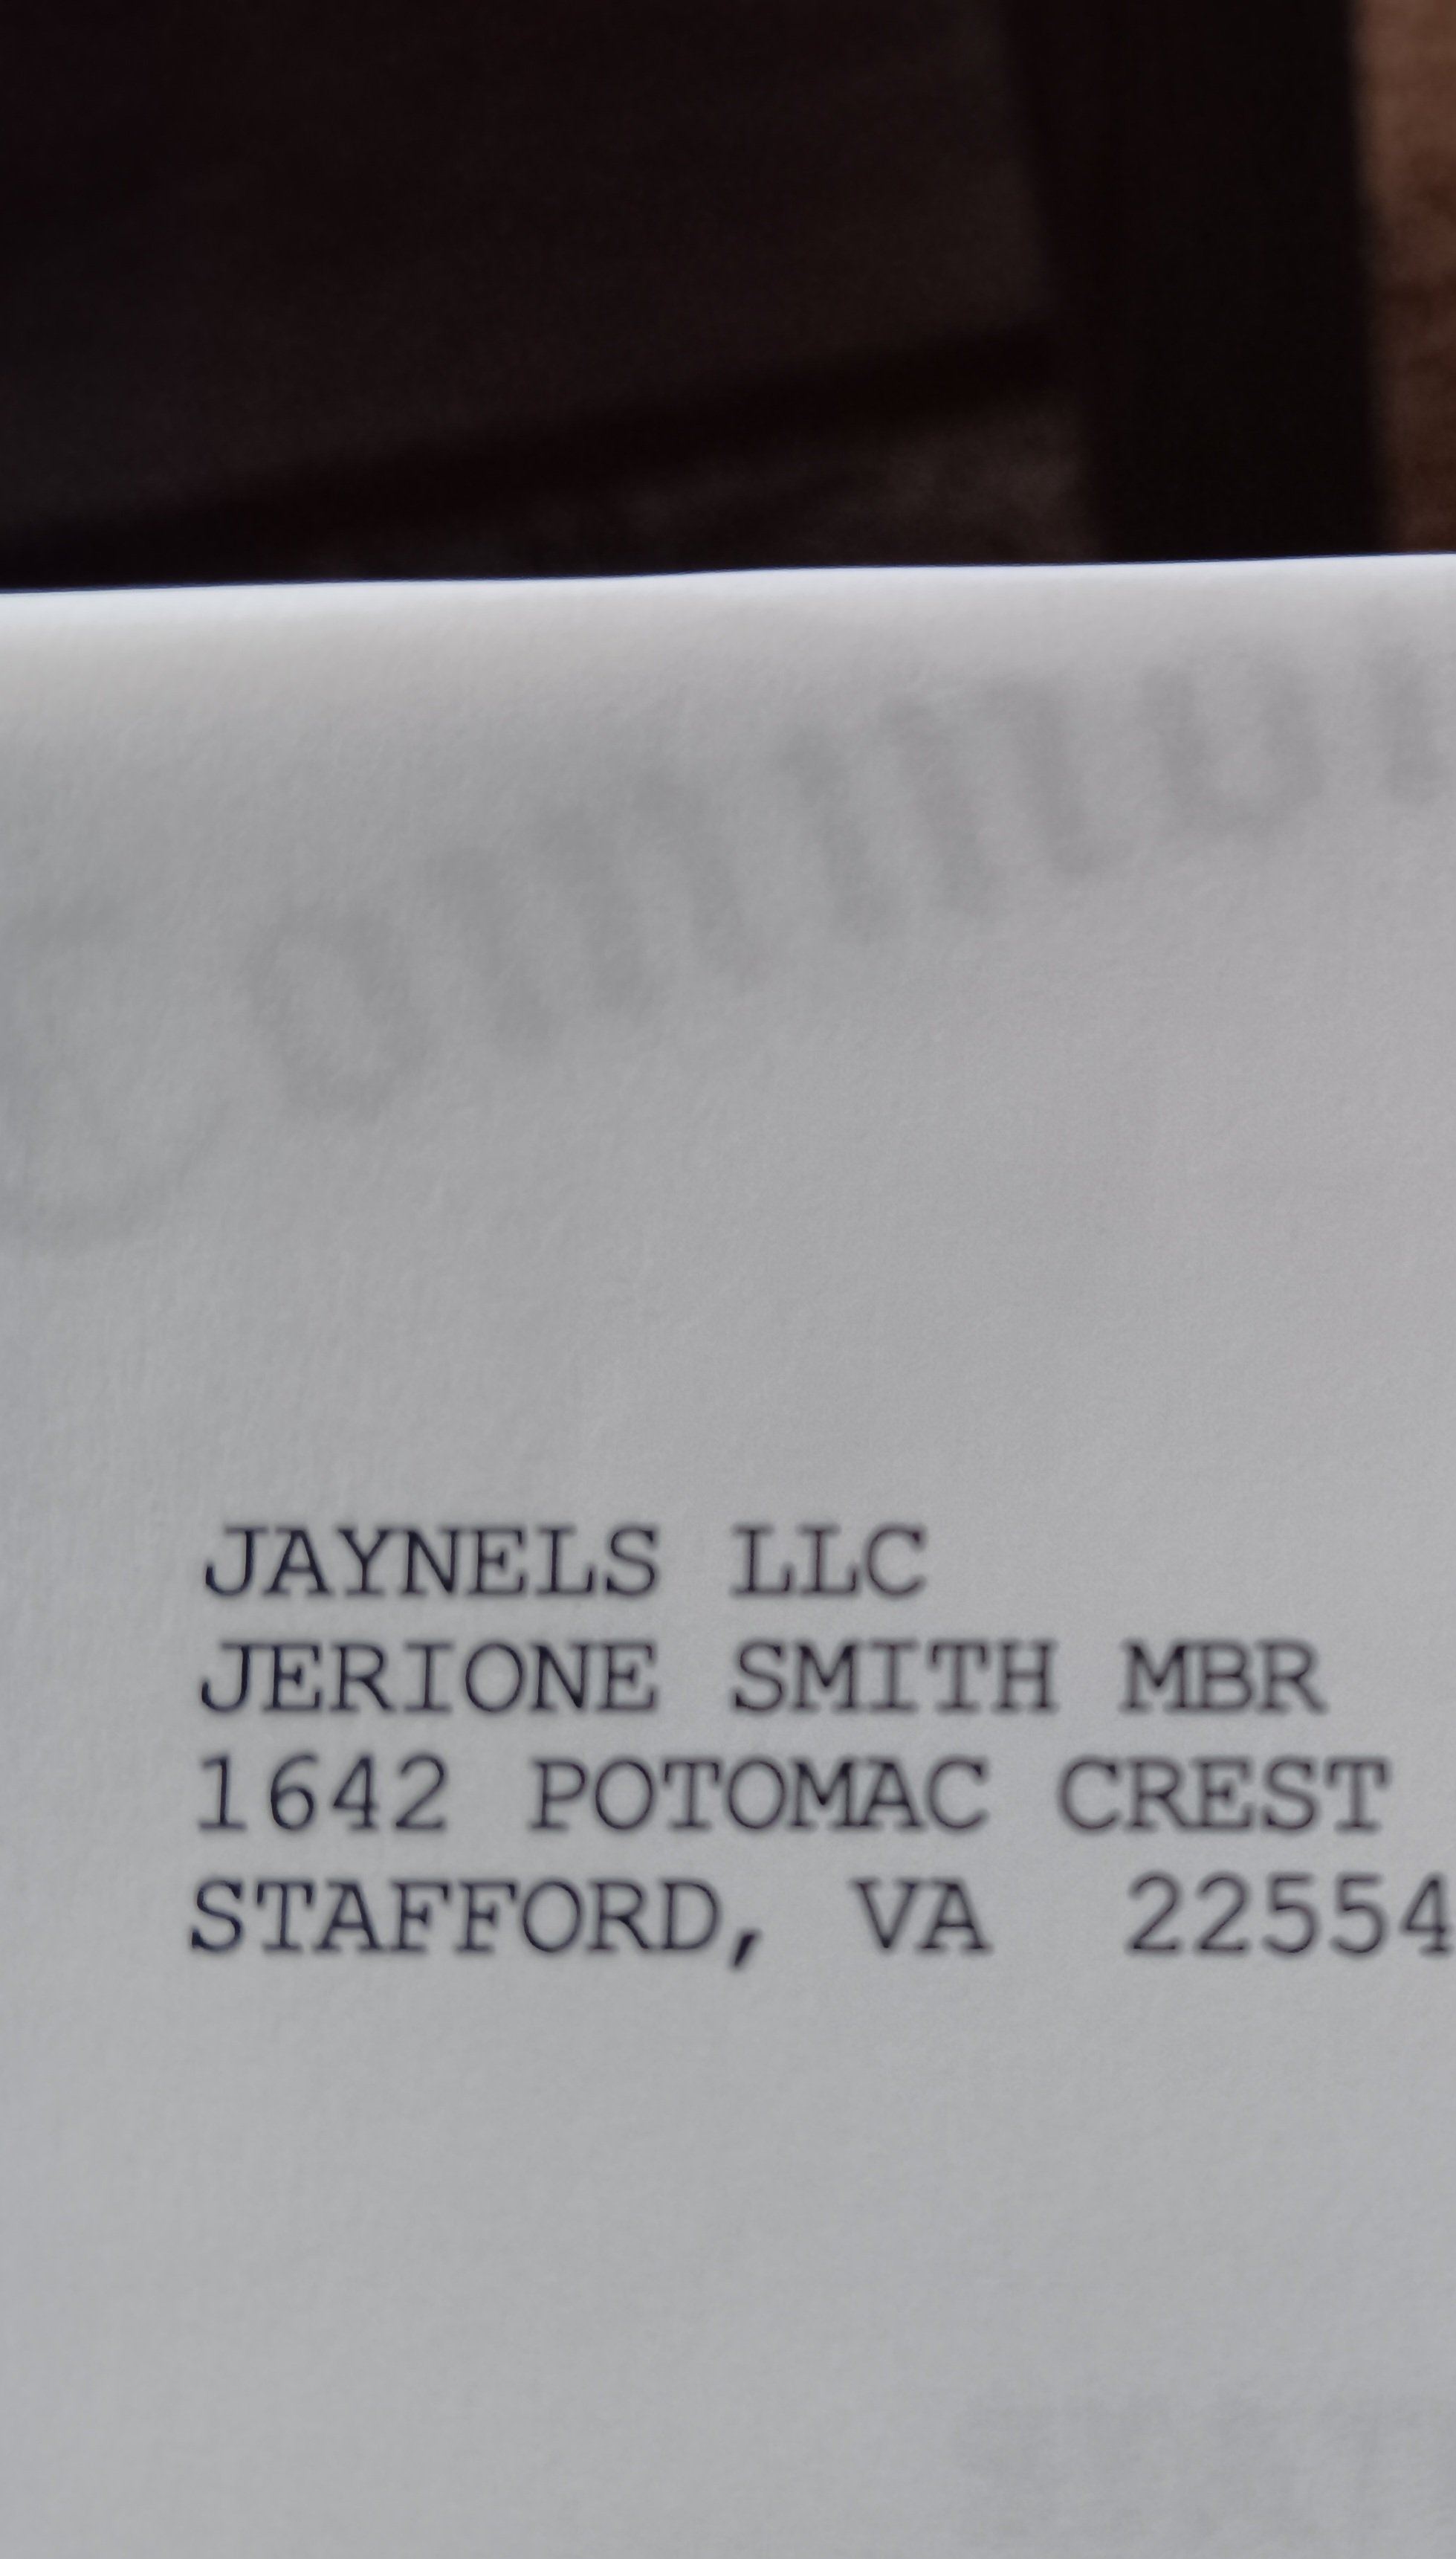 JAYNELS LLC
JERIONE SMITH MBR
1642 POTOMAC CREST
STAFFORD, VA 22554